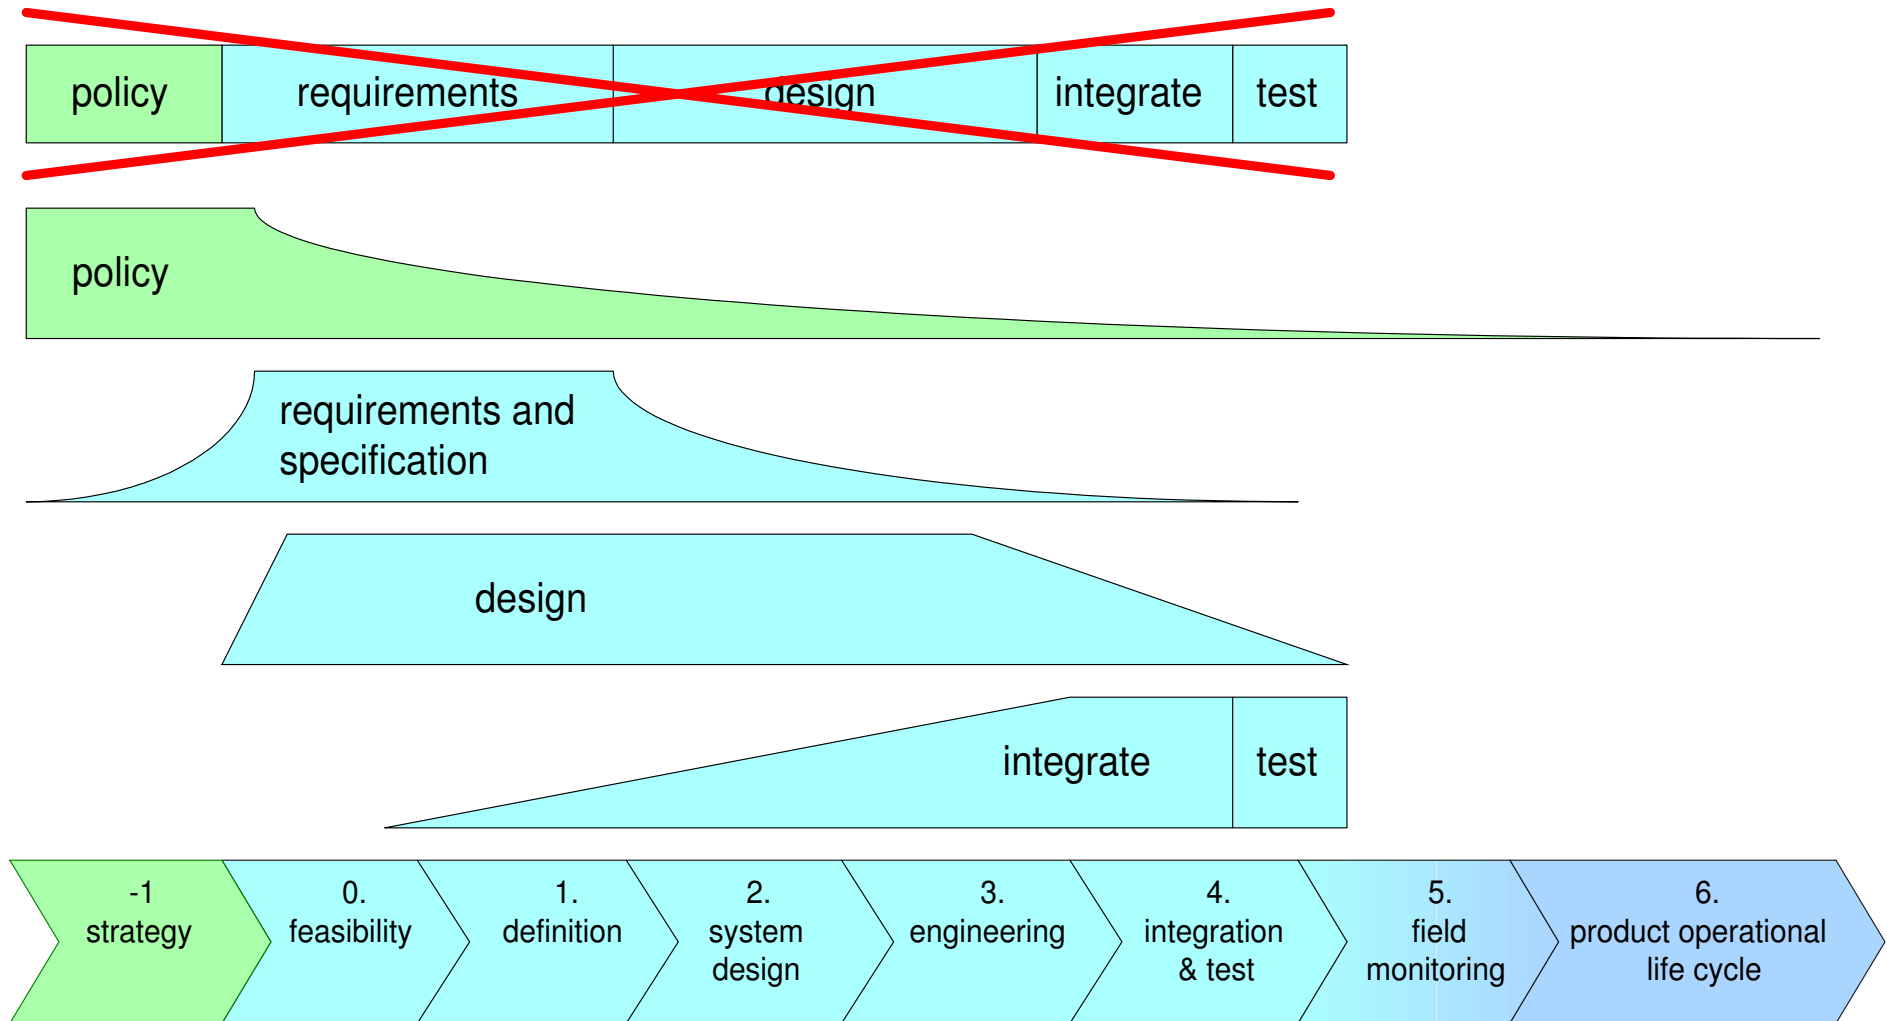 policy
requirements
design
integrate
test
policy
requirements and
specification
design
integrate
test
-1
strategy
0.
feasibility
1.
definition
2.
system
design
3.
engineering
4.
integration
& test
5.
field
monitoring
6.
product operational
life cycle